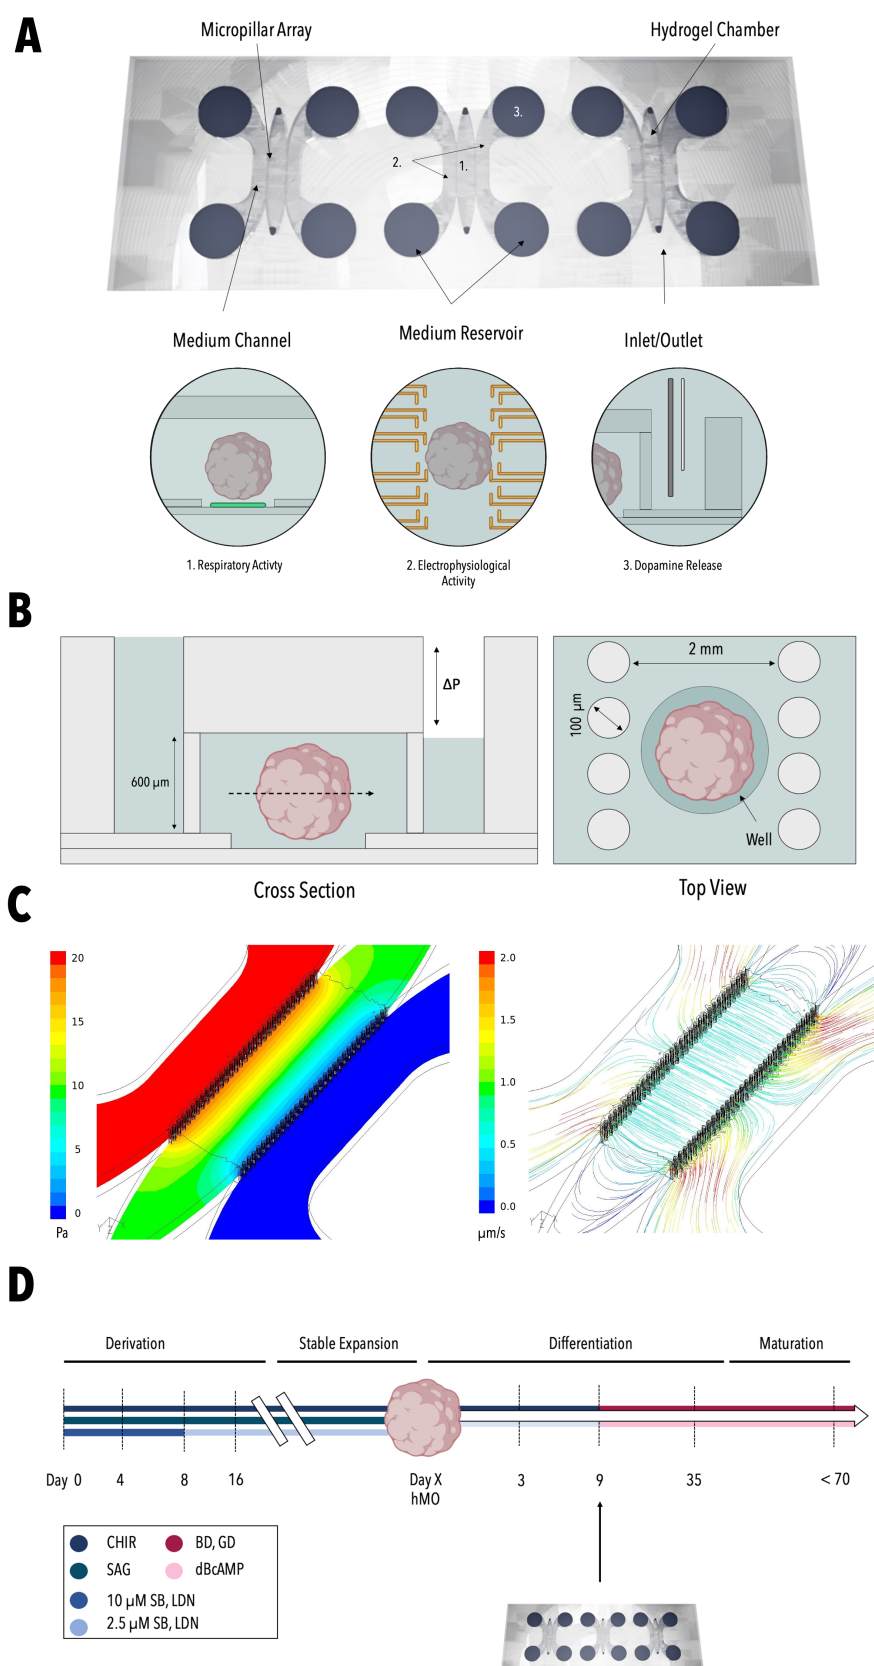 A
Micropillar Array
Hydrogel Chamber
3.
2.
1.
Medium Channel
Medium Reservoir
Inlet/Outlet
1. Respiratory Activty
2. Electrophysiological
Activity
3. Dopamine Release
B
ΔP
600 µm
2 mm
100 µm
Well
Cross Section
Top View
C
20
15
10
5
0
Pa
2.0
1.5
1.0
0.5
0.0
µm/s
D
Derivation
Stable Expansion
Differentiation
Maturation
Day 0
4
8
16
Day X
hMO
3
9
35
< 70
CHIR
BD, GD
SAG
dBcAMP
10 µM SB, LDN
2.5 µM SB, LDN